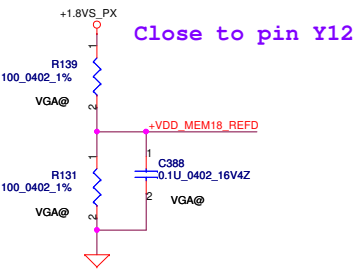 +1.8VS_PX
Close to pin Y12
1
R139
100_0402_1%
VGA@
2
+VDD_MEM18_REFD
1
1
R131
100_0402_1%
VGA@
2
C388
0.1U_0402_16V4Z
2
VGA@